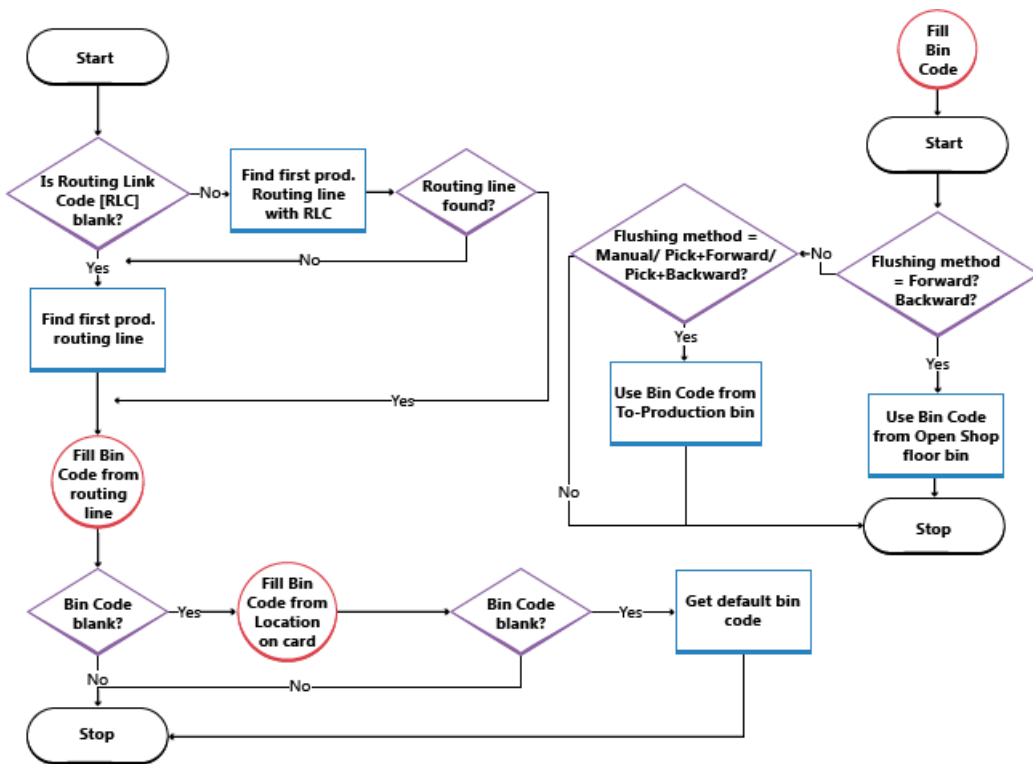 Start
Is Routing Link
Code [RLC]
blank?
No
Find first prod.
Routing line
with RLC
Routing line
found?
No
Yes
Find first prod.
routing line
Yes
Fill Bin
Code from
routing
line
Bin Code
blank?
Yes
Fill Bin
Code from
Location
on card
Bin Code
blank?
Yes
Get default bin
code
No
No
Stop
Fill
Bin
Code
Start
Flushing method
= Forward?
Backward?
No
Flushing method =
Manual/ Pick+Forward/
Pick+Backward?
Yes
Yes
Use Bin Code from
To-Production bin
Use Bin Code
from Open Shop
floor bin
No
Stop